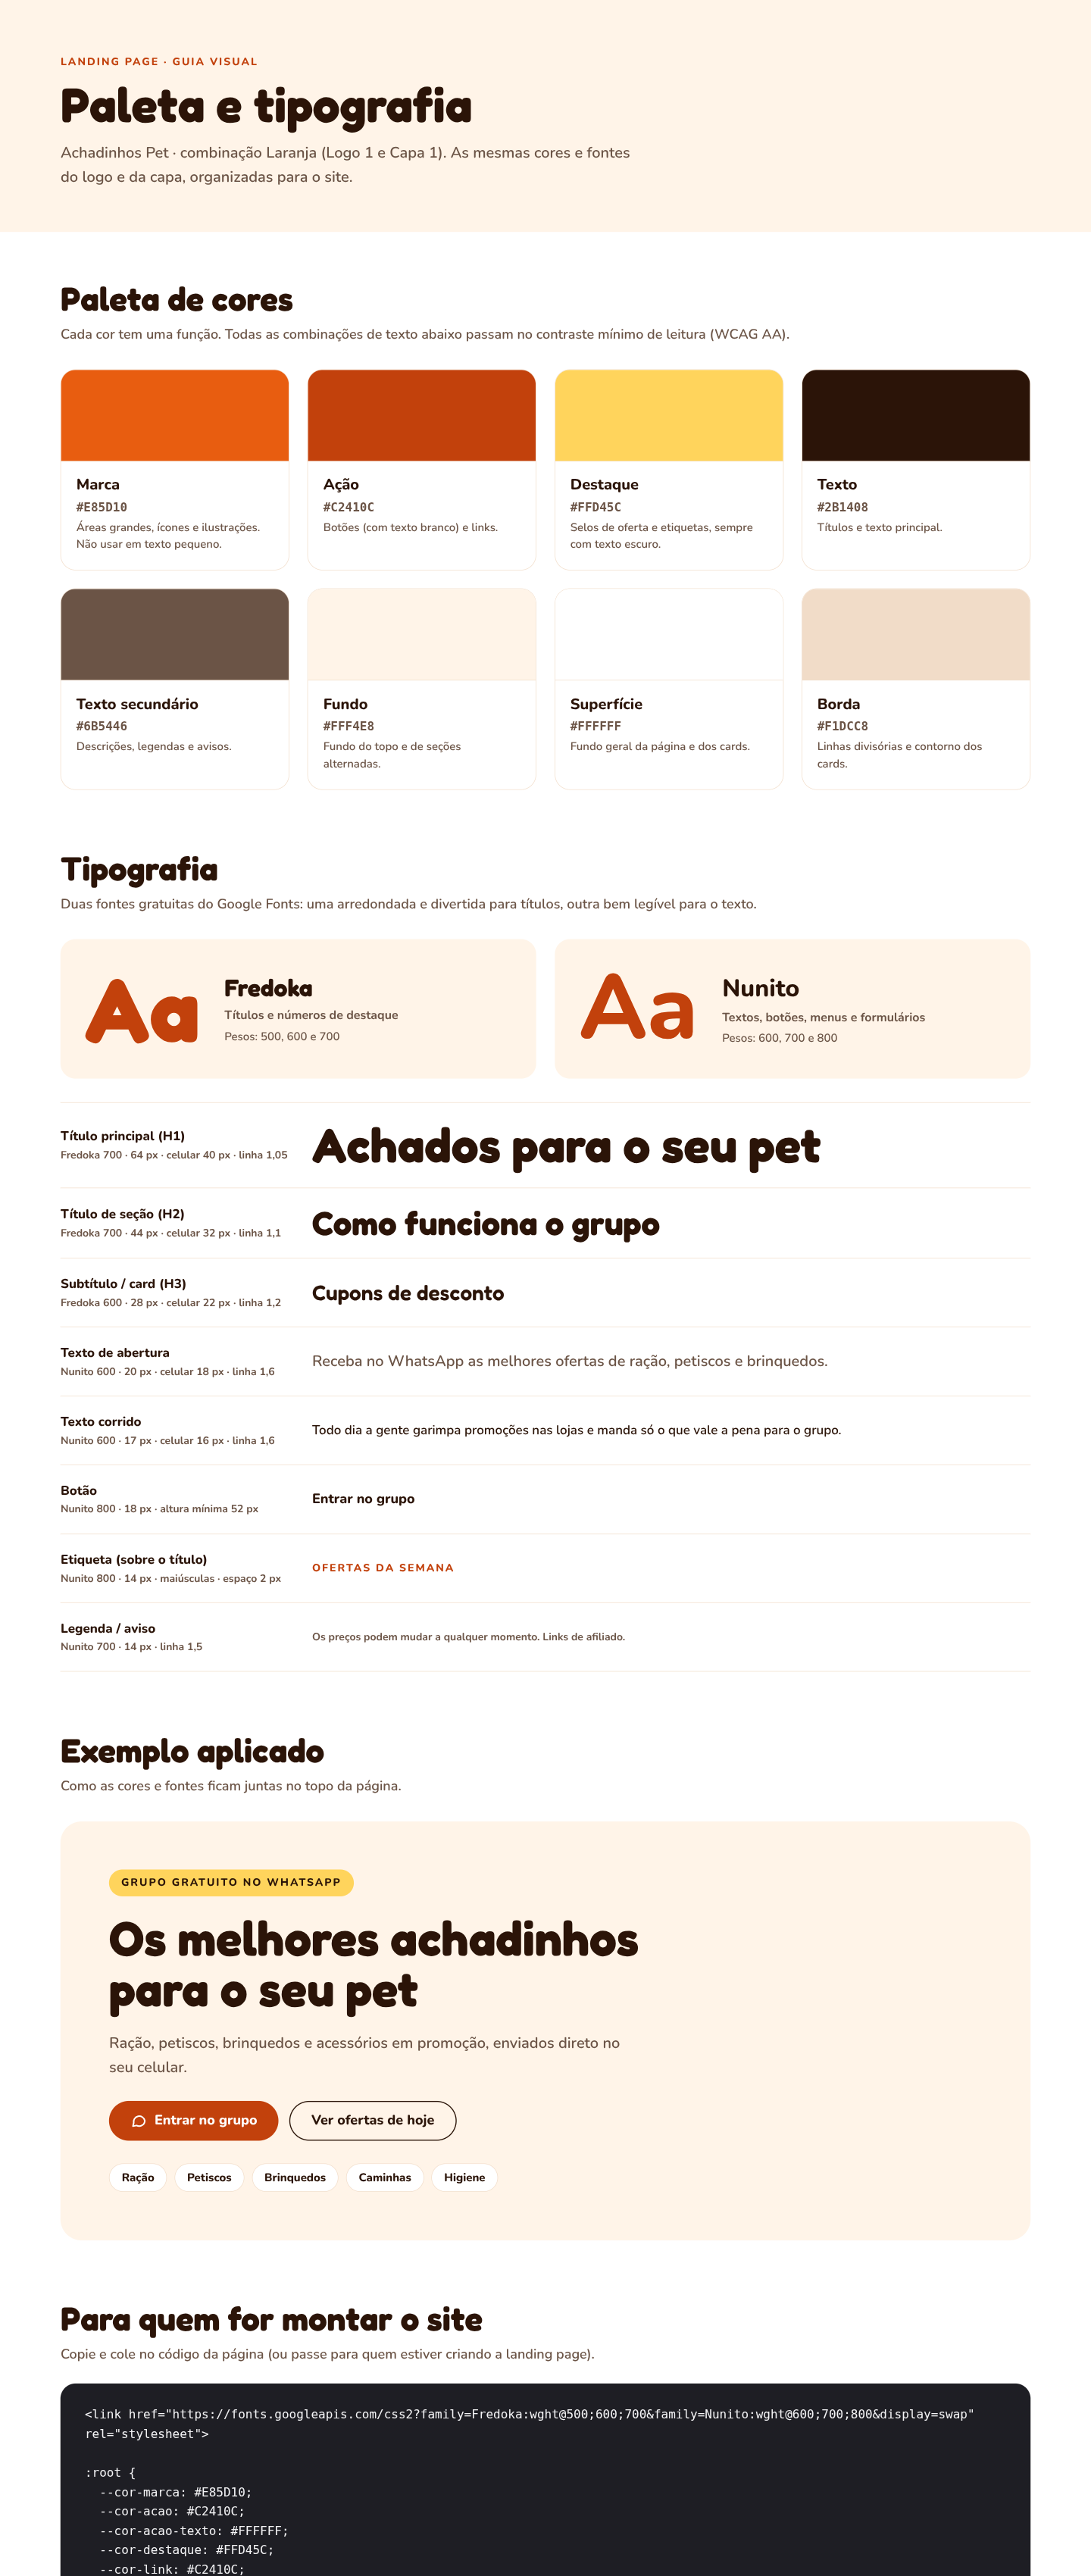 LANDING PAGE · GUIA VISUAL
Paleta e tipografia
Achadinhos Pet · combinação Laranja (Logo 1 e Capa 1). As mesmas cores e fontes
do logo e da capa, organizadas para o site.
Paleta de cores
Cada cor tem uma função. Todas as combinações de texto abaixo passam no contraste mínimo de leitura (WCAG AA).
Marca
#E85D10
Áreas grandes, ícones e ilustrações.
Não usar em texto pequeno.
Ação
#C2410C
Botões (com texto branco) e links.
Destaque
#FFD45C
Selos de oferta e etiquetas, sempre
com texto escuro.
Texto
#2B1408
Títulos e texto principal.
Texto secundário
#6B5446
Descrições, legendas e avisos.
Fundo
#FFF4E8
Fundo do topo e de seções
alternadas.
Superfície
#FFFFFF
Fundo geral da página e dos cards.
Borda
#F1DCC8
Linhas divisórias e contorno dos
cards.
Tipografia
Duas fontes gratuitas do Google Fonts: uma arredondada e divertida para títulos, outra bem legível para o texto.
Aa
Fredoka
Títulos e números de destaque
Pesos: 500, 600 e 700
Aa
Nunito
Textos, botões, menus e formulários
Pesos: 600, 700 e 800
Título principal (H1)
Fredoka 700 · 64 px · celular 40 px · linha 1,05
Achados para o seu pet
Título de seção (H2)
Fredoka 700 · 44 px · celular 32 px · linha 1,1
Como funciona o grupo
Subtítulo / card (H3)
Fredoka 600 · 28 px · celular 22 px · linha 1,2
Cupons de desconto
Texto de abertura
Nunito 600 · 20 px · celular 18 px · linha 1,6
Receba no WhatsApp as melhores ofertas de ração, petiscos e brinquedos.
Texto corrido
Nunito 600 · 17 px · celular 16 px · linha 1,6
Todo dia a gente garimpa promoções nas lojas e manda só o que vale a pena para o grupo.
Botão
Nunito 800 · 18 px · altura mínima 52 px
Entrar no grupo
Etiqueta (sobre o título)
Nunito 800 · 14 px · maiúsculas · espaço 2 px
OFERTAS DA SEMANA
Legenda / aviso
Nunito 700 · 14 px · linha 1,5
Os preços podem mudar a qualquer momento. Links de afiliado.
Exemplo aplicado
Como as cores e fontes ficam juntas no topo da página.
GRUPO GRATUITO NO WHATSAPP
Os melhores achadinhos
para o seu pet
Ração, petiscos, brinquedos e acessórios em promoção, enviados direto no
seu celular.
Entrar no grupo
Ver ofertas de hoje
Ração
Petiscos
Brinquedos
Caminhas
Higiene
Para quem for montar o site
Copie e cole no código da página (ou passe para quem estiver criando a landing page).
<link href="https://fonts.googleapis.com/css2?family=Fredoka:wght@500;600;700&family=Nunito:wght@600;700;800&display=swap"
rel="stylesheet">
:root {
--cor-marca: #E85D10;
--cor-acao: #C2410C;
--cor-acao-texto: #FFFFFF;
--cor-destaque: #FFD45C;
--cor-link: #C2410C;